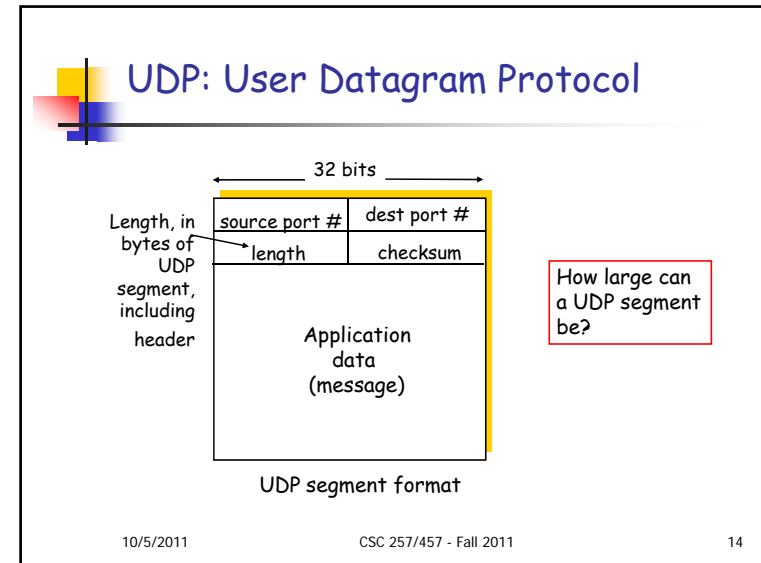 UDP: User Datagram Protocol
32 bits
Length, in
bytes of
UDP
segment,
including
header
source port #
dest port #
length
checksum
Application
data
(message)
How large can
a UDP segment
be?
UDP segment format
10/5/2011
CSC 257/457 - Fall 2011
14